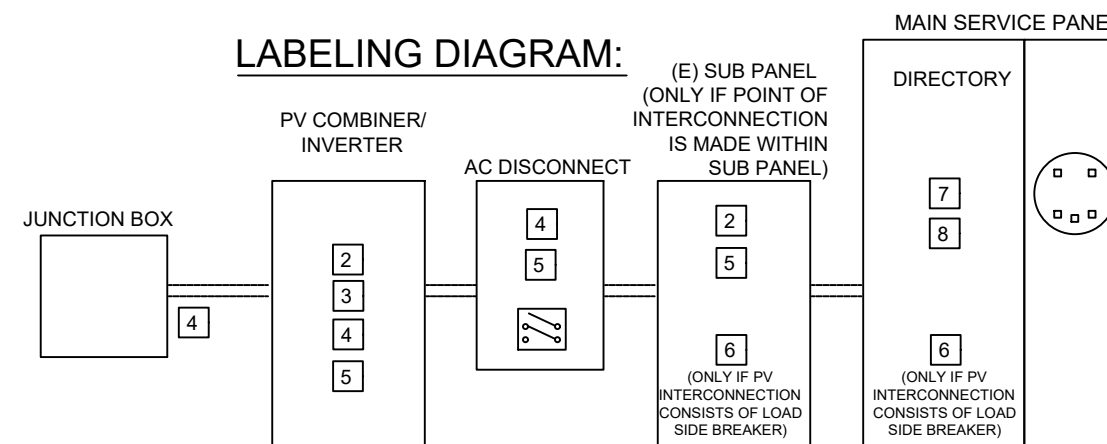 MAIN SERVICE PANE
LABELING DIAGRAM:
(E) SUB PANEL
(ONLY IF POINT OF
INTERCONNECTION
IS MADE WITHIN
SUB PANEL)
DIRECTORY
PV COMBINER/
INVERTER
AC DISCONNECT
JUNCTION BOX
4
2
3
4
5
4
5
2
5
6
(ONLY IF PV
INTERCONNECTION
CONSISTS OF LOAD
SIDE BREAKER)
7
8
6
(ONLY IF PV
INTERCONNECTION
CONSISTS OF LOAD
SIDE BREAKER)